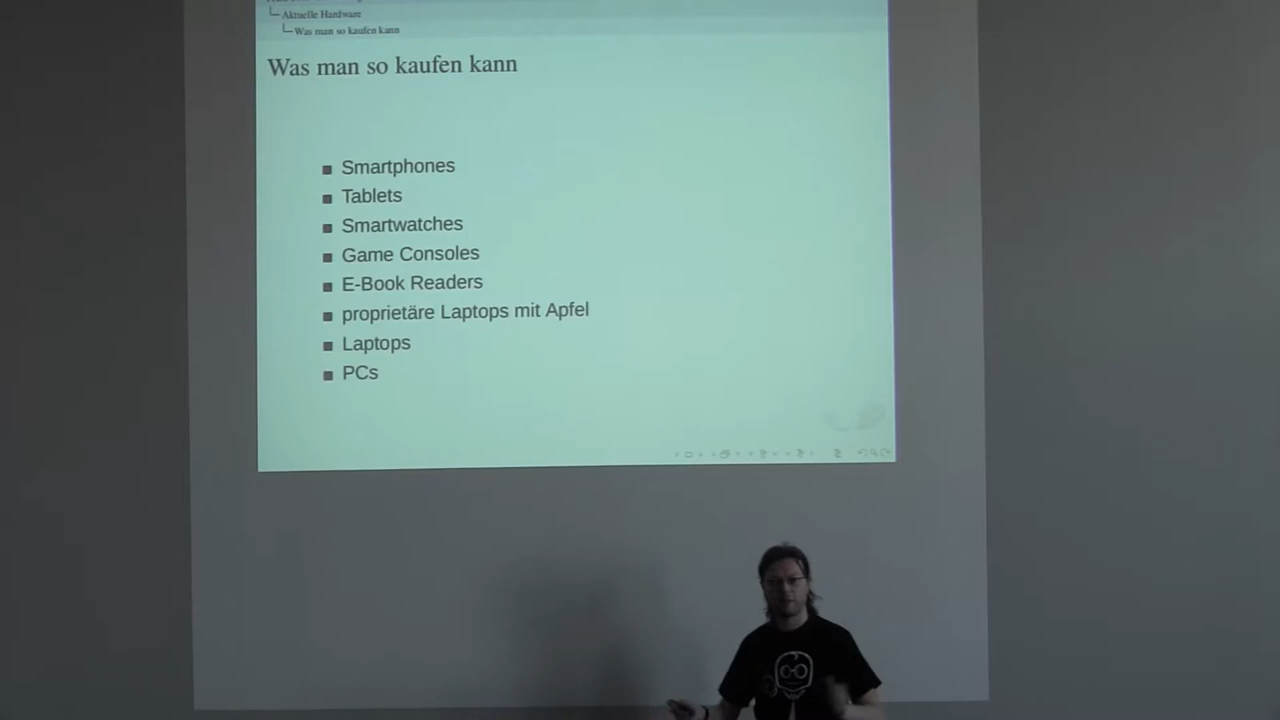 Aktuelle Hardware
Was man so kaufen kann
Was man so kaufen kann
Smartphones
Tablets
Smartwatches
Game Consoles
E-Book Readers
proprietäre Laptops mit Apfel
Laptops
PCs